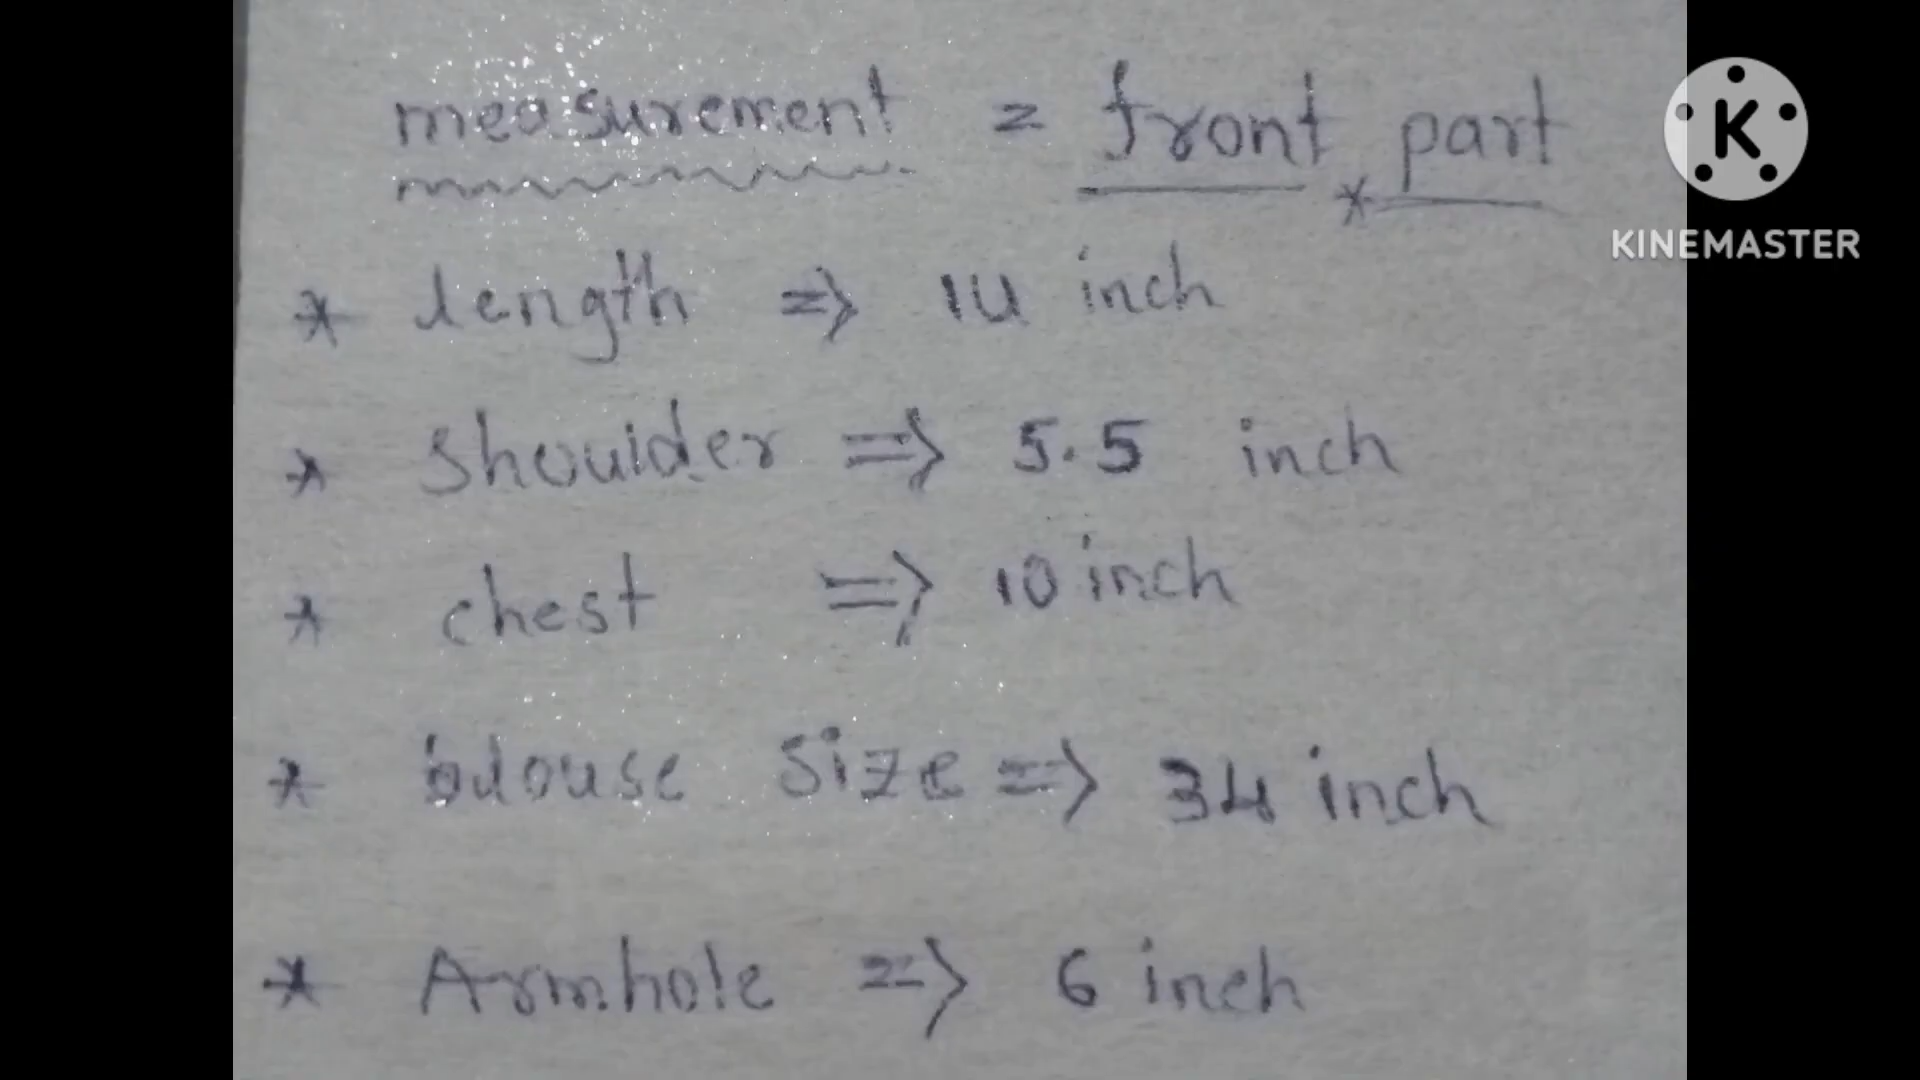 measurement = front part
* length => 14 inch
* Shoulder => 5.5 inch
* chest => 10 inch
* blouse size => 34 inch
* Armhole => 6 inch
K
KINEMASTER